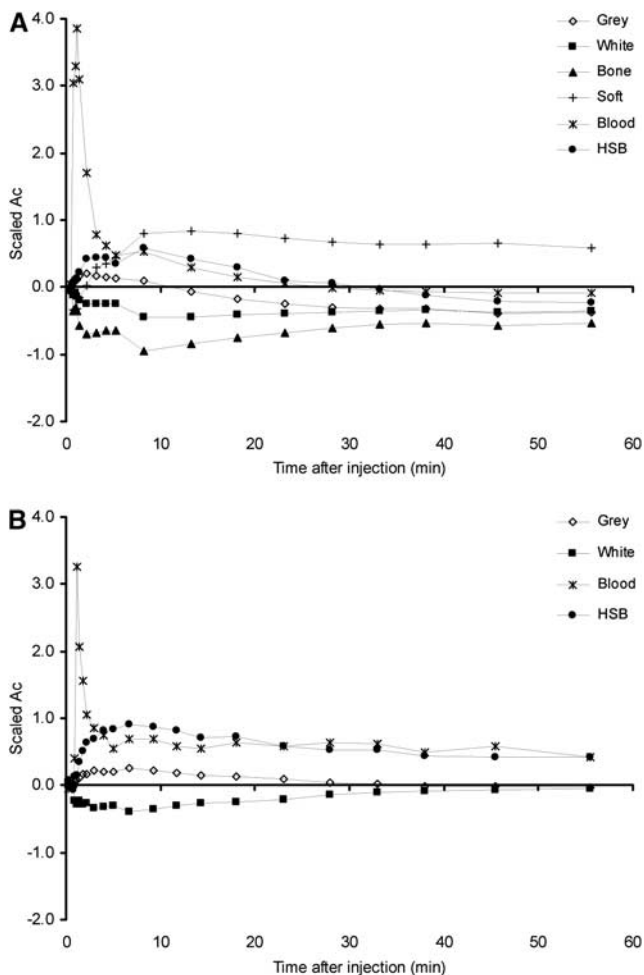 A
4.0
3.0
2.0
1.0
0.0
-1.0
-2.0
Scaled Ac
0 10 20 30 40 50 60
Time after injection (min)
Grey
White
Bone
Soft
Blood
HSB
B
4.0
3.0
2.0
1.0
0.0
-1.0
-2.0
Scaled Ac
0 10 20 30 40 50 60
Time after injection (min)
Grey
White
Blood
HSB